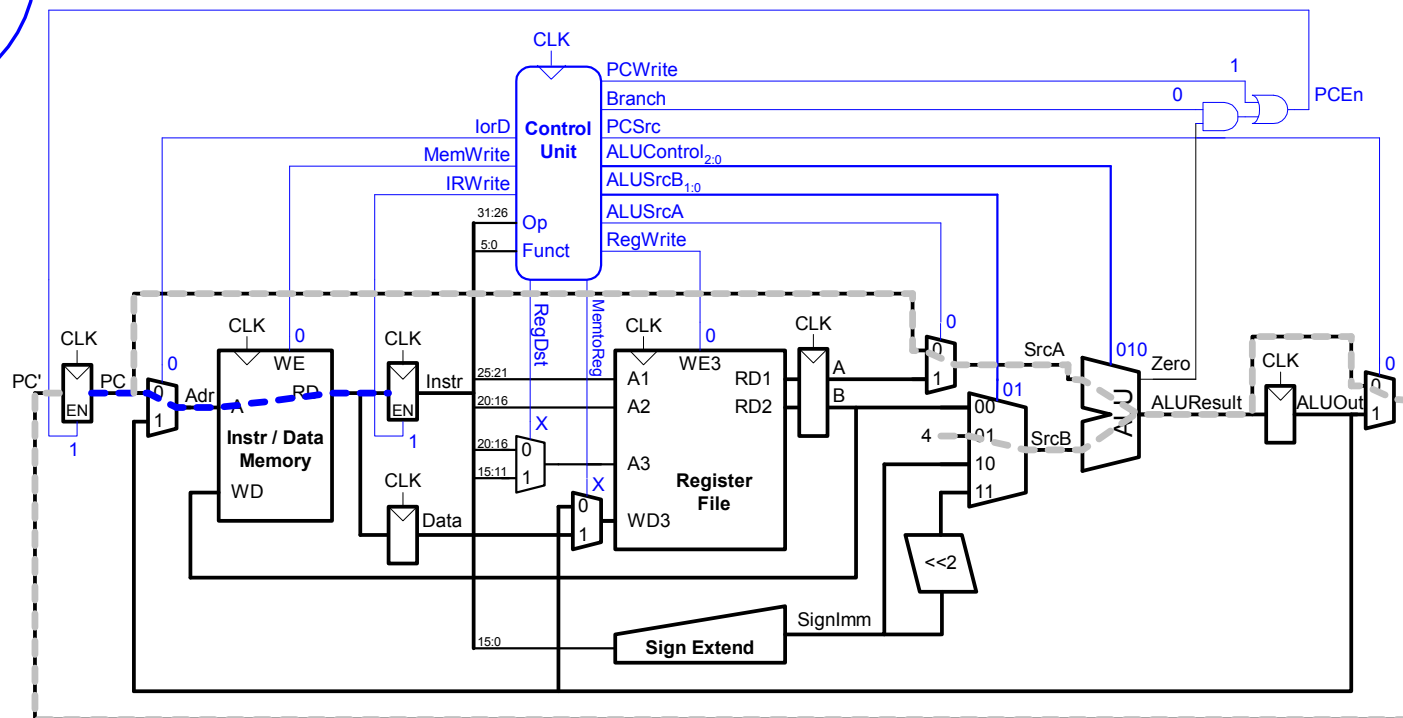 CLK
PCWrite
1
Branch
0
PCEn
IorD
Control
Unit
PCSrc
MemWrite
ALUControl2:0
IRWrite
ALUSrcB1:0
31:26
Op
ALUSrcA
5:0
Funct
RegWrite
RegDst
MemtoReg
CLK
CLK
0
CLK
0
CLK
0
010
0
PC'
EN
1
PC
0
1
0
Adr
WE
A
RD
Instr / Data
Memory
WD
CLK
EN
1
Instr
25:21
20:16
20:16
15:11
X
0
1
CLK
Data
X
0
1
WE3
A1
RD1
A2
RD2
A3
Register
File
WD3
A
B
0
1
SrcA
01
00
4
01
SrcB
10
11
ALU
Zero
ALUResult
CLK
ALUOut
0
1
<<2
SignImm
15:0
Sign Extend